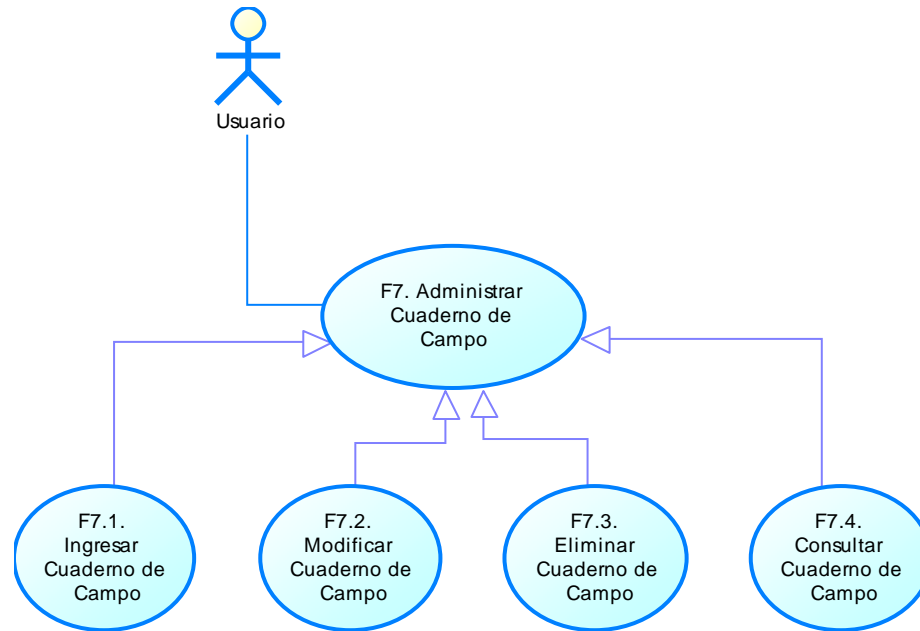 Usuario
F7. Administrar
Cuaderno de
Campo
F7.1.
Ingresar
Cuaderno de
Campo
F7.2.
Modificar
Cuaderno de
Campo
F7.3.
Eliminar
Cuaderno de
Campo
F7.4.
Consultar
Cuaderno de
Campo